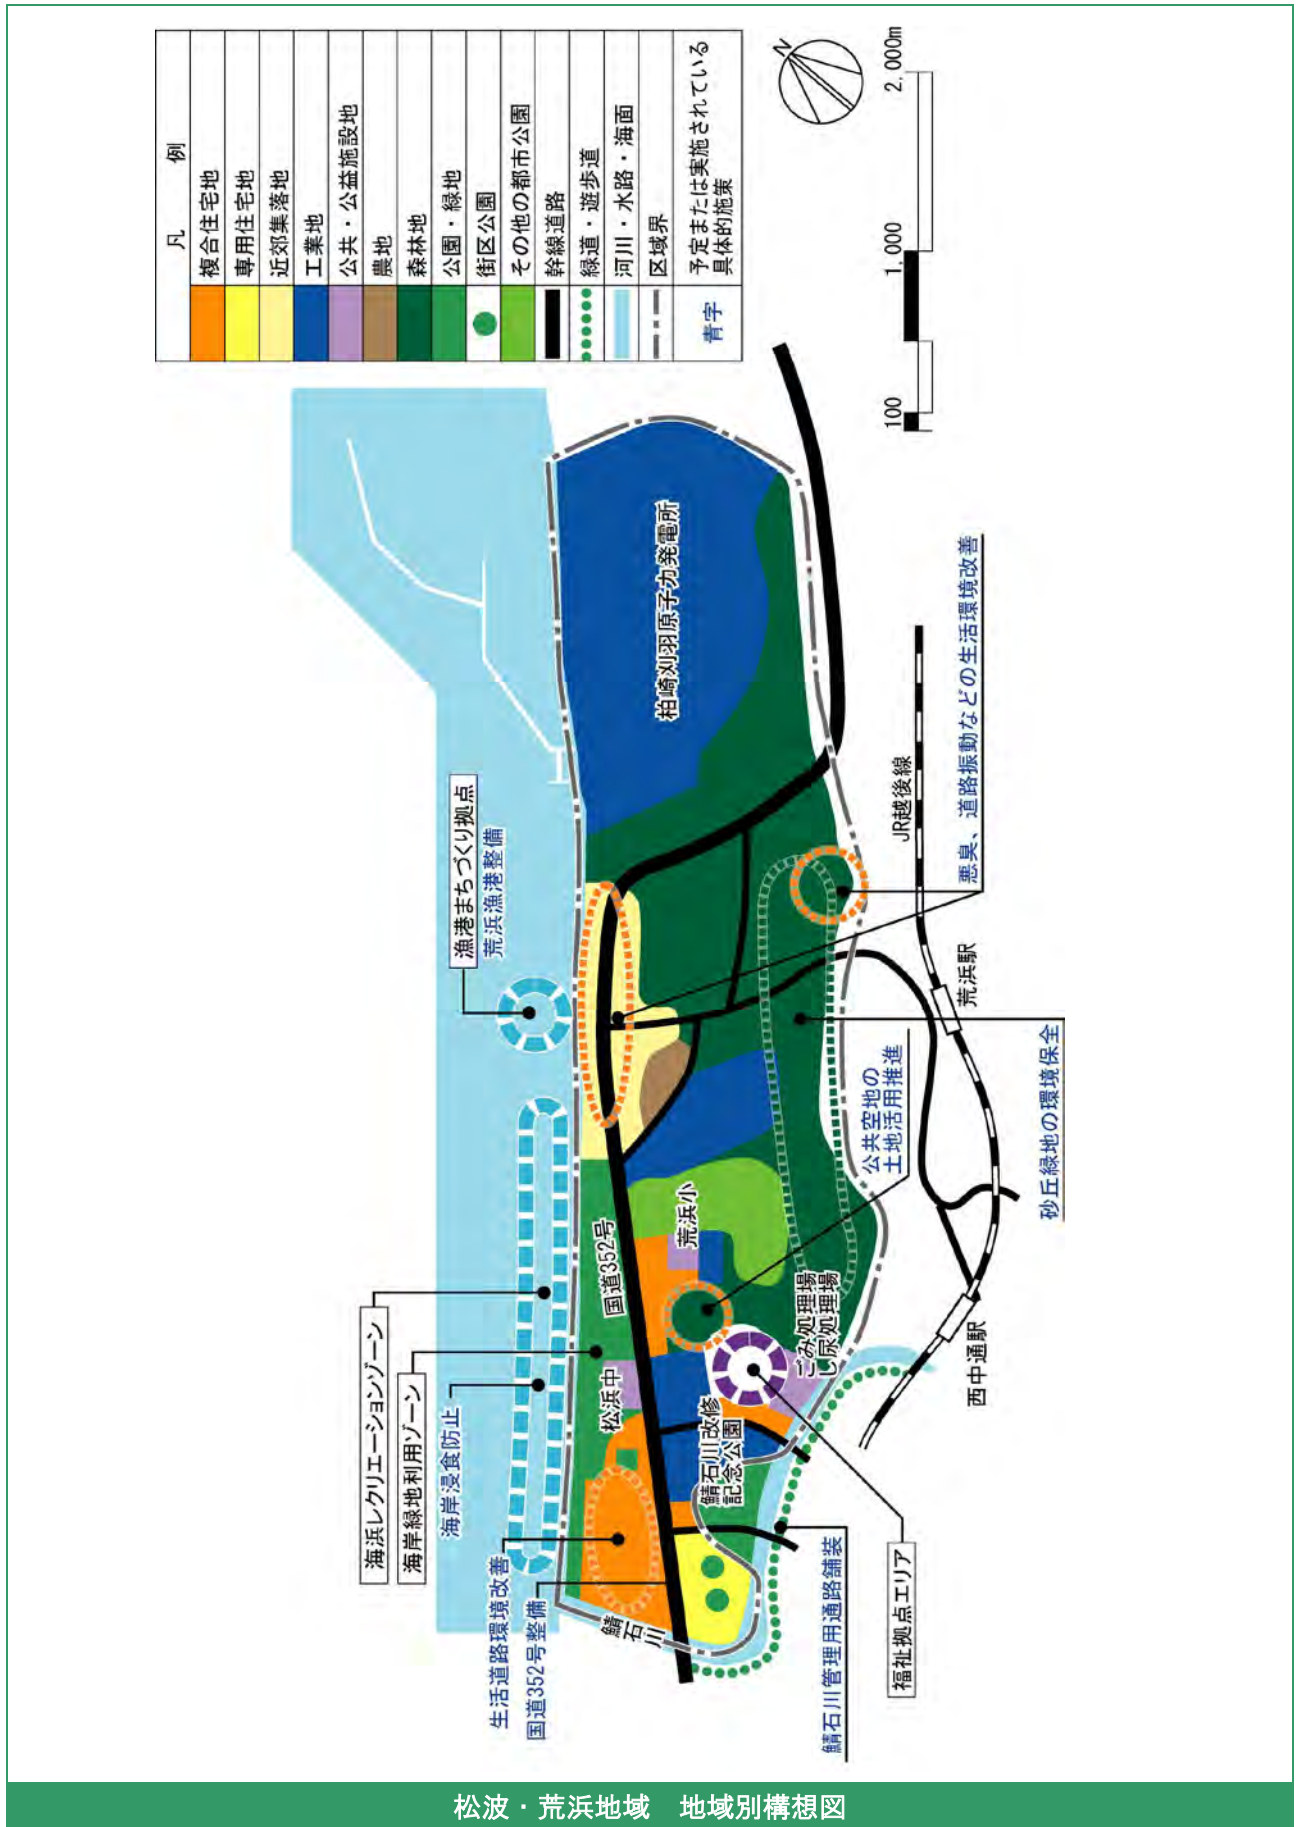 凡 例
複合住宅地
専用住宅地
近郊集落地
工業地
公共・公益施設地
農地
森林地
公園・緑地
街区公園
その他の都市公園
幹線道路
緑道・遊歩道
河川・水路・海面
区域界
青字
予定または実施されている
具体的施策
N
100
1,000
2,000m
海浜レクリエーションゾーン
海岸緑地利用ゾーン
海岸浸食防止
漁港まちづくり拠点
荒浜漁港整備
生活道路環境改善
国道352号整備
鯖
石
川
松浜中
国道352号
荒浜小
柏崎刈羽原子力発電所
鯖石川改修
記念公園
ごみ処理場
し尿処理場
鯖石川管理用通路舗装
福祉拠点エリア
公共空地の
土地活用推進
JR越後線
荒浜駅
西中通駅
悪臭、道路振動などの生活環境改善
砂丘緑地の環境保全
松波・荒浜地域 地域別構想図